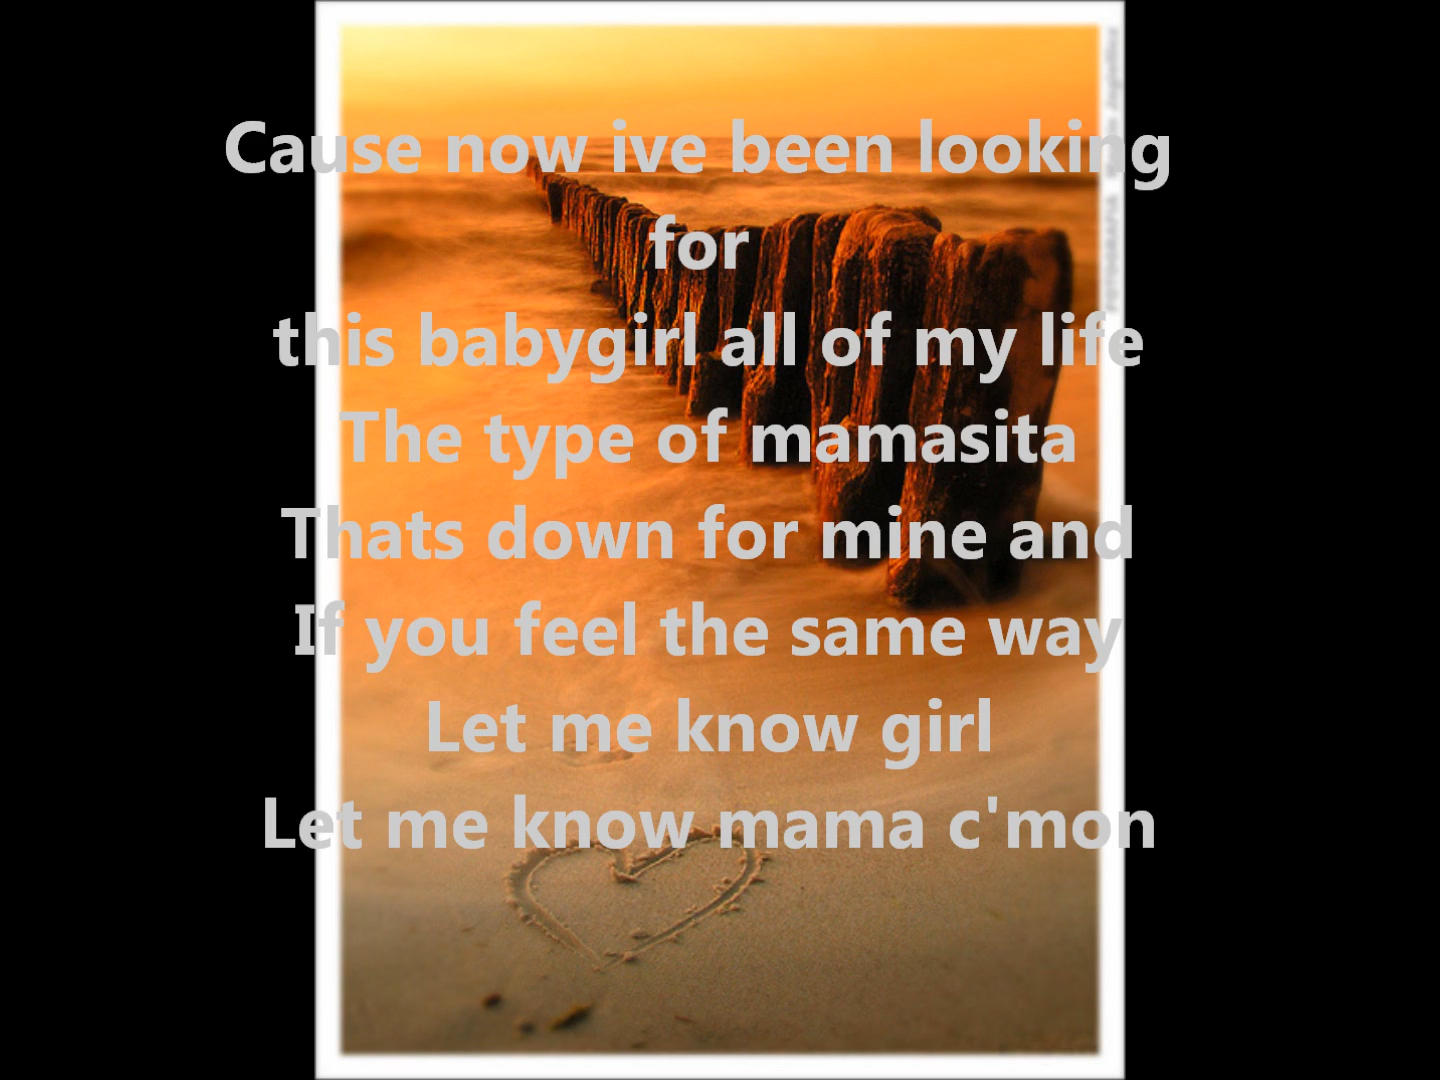 Cause now ive been looking
for
this babygirl all of my life
The type of mamasita
Thats down for mine and
If you feel the same way
Let me know girl
Let me know mama c'mon